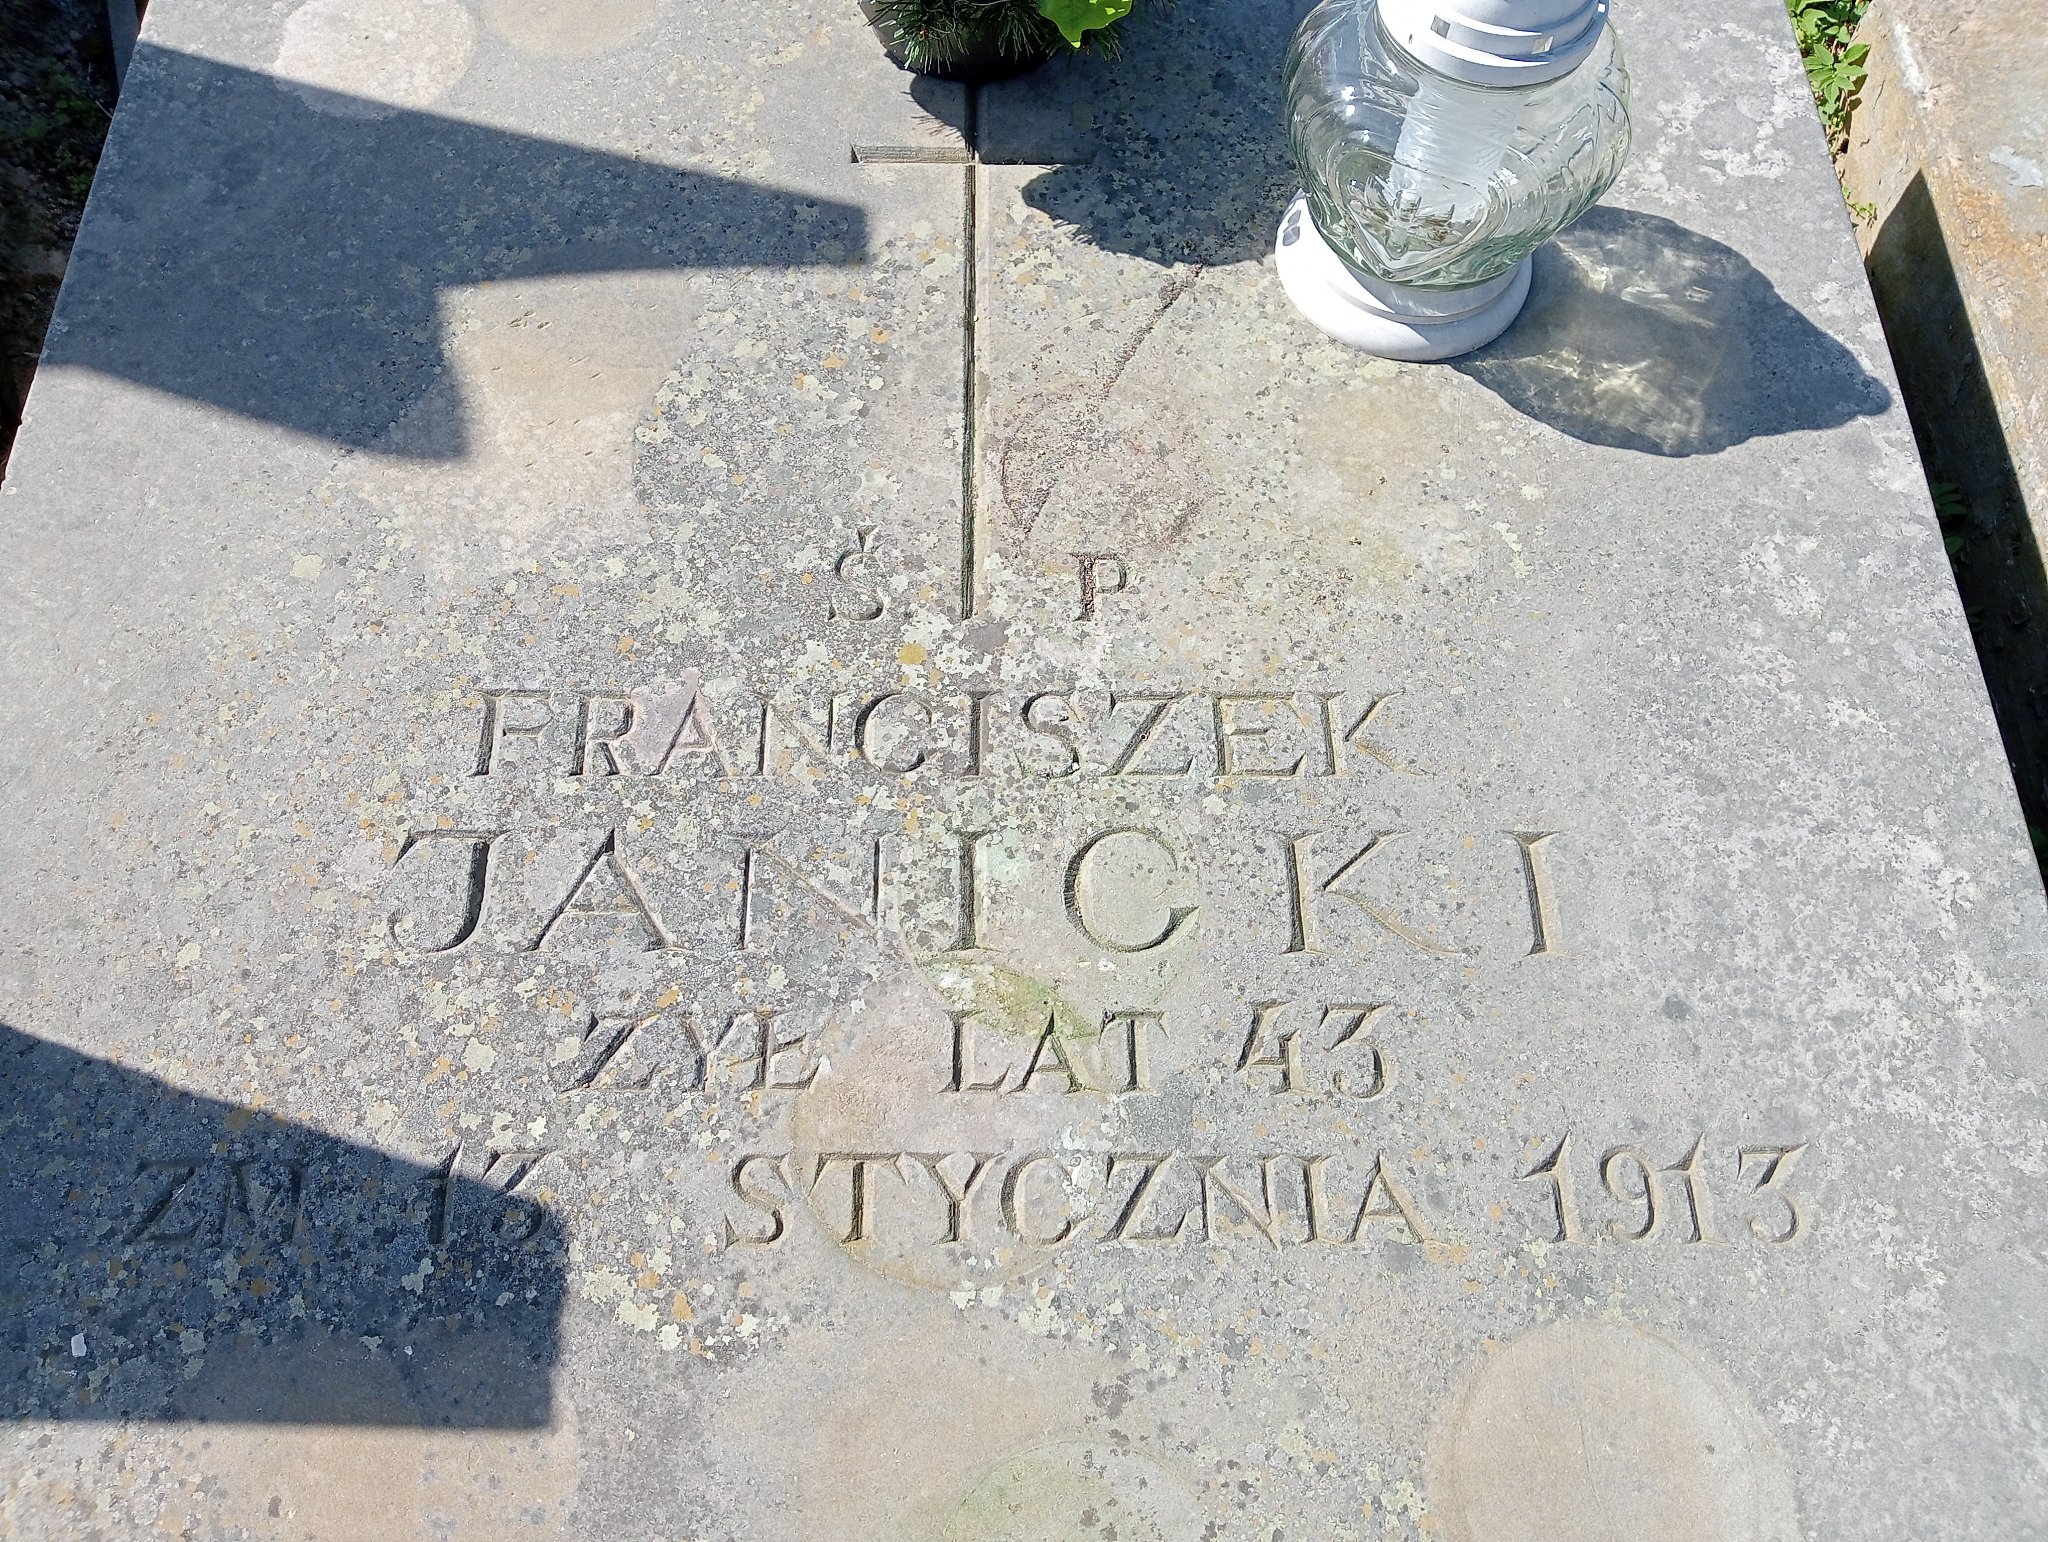 Ś P
FRANCISZEK
JANICKI
ŻYŁ LAT 43
ZM. 13 STYCZNIA 1913